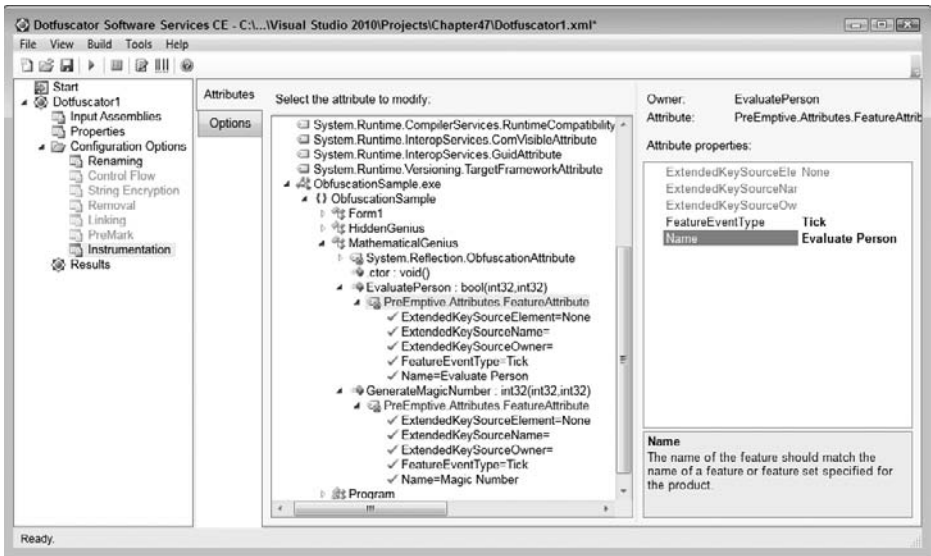 Dotfuscator Software Services CE - C:\...\Visual Studio 2010\Projects\Chapter47\Dotfuscator1.xml*
File View Build Tools Help
Start
Dotfuscator1
Input Assemblies
Properties
Configuration Options
Renaming
Control Flow
String Encryption
Removal
Linking
PreMark
Instrumentation
Results
Attributes
Options
Select the attribute to modify:
System.Runtime.CompilerServices.RuntimeCompatibility
System.Runtime.InteropServices.ComVisibleAttribute
System.Runtime.InteropServices.GuidAttribute
System.Runtime.Versioning.TargetFrameworkAttribute
ObfuscationSample.exe
{} ObfuscationSample
Form1
HiddenGenius
MathematicalGenius
System.Reflection.ObfuscationAttribute
.ctor : void()
EvaluatePerson : bool(int32,int32)
PreEmptive.Attributes.FeatureAttribute
ExtendedKeySourceElement=None
ExtendedKeySourceName=
ExtendedKeySourceOwner=
FeatureEventType=Tick
Name=Evaluate Person
GenerateMagicNumber : int32(int32,int32)
PreEmptive.Attributes.FeatureAttribute
ExtendedKeySourceElement=None
ExtendedKeySourceName=
ExtendedKeySourceOwner=
FeatureEventType=Tick
Name=Magic Number
Program
Owner: EvaluatePerson
Attribute: PreEmptive.Attributes.FeatureAttrib
Attribute properties:
ExtendedKeySourceEle None
ExtendedKeySourceNar
ExtendedKeySourceOw
FeatureEventType Tick
Name Evaluate Person
Name
The name of the feature should match the
name of a feature or feature set specified for
the product.
Ready.